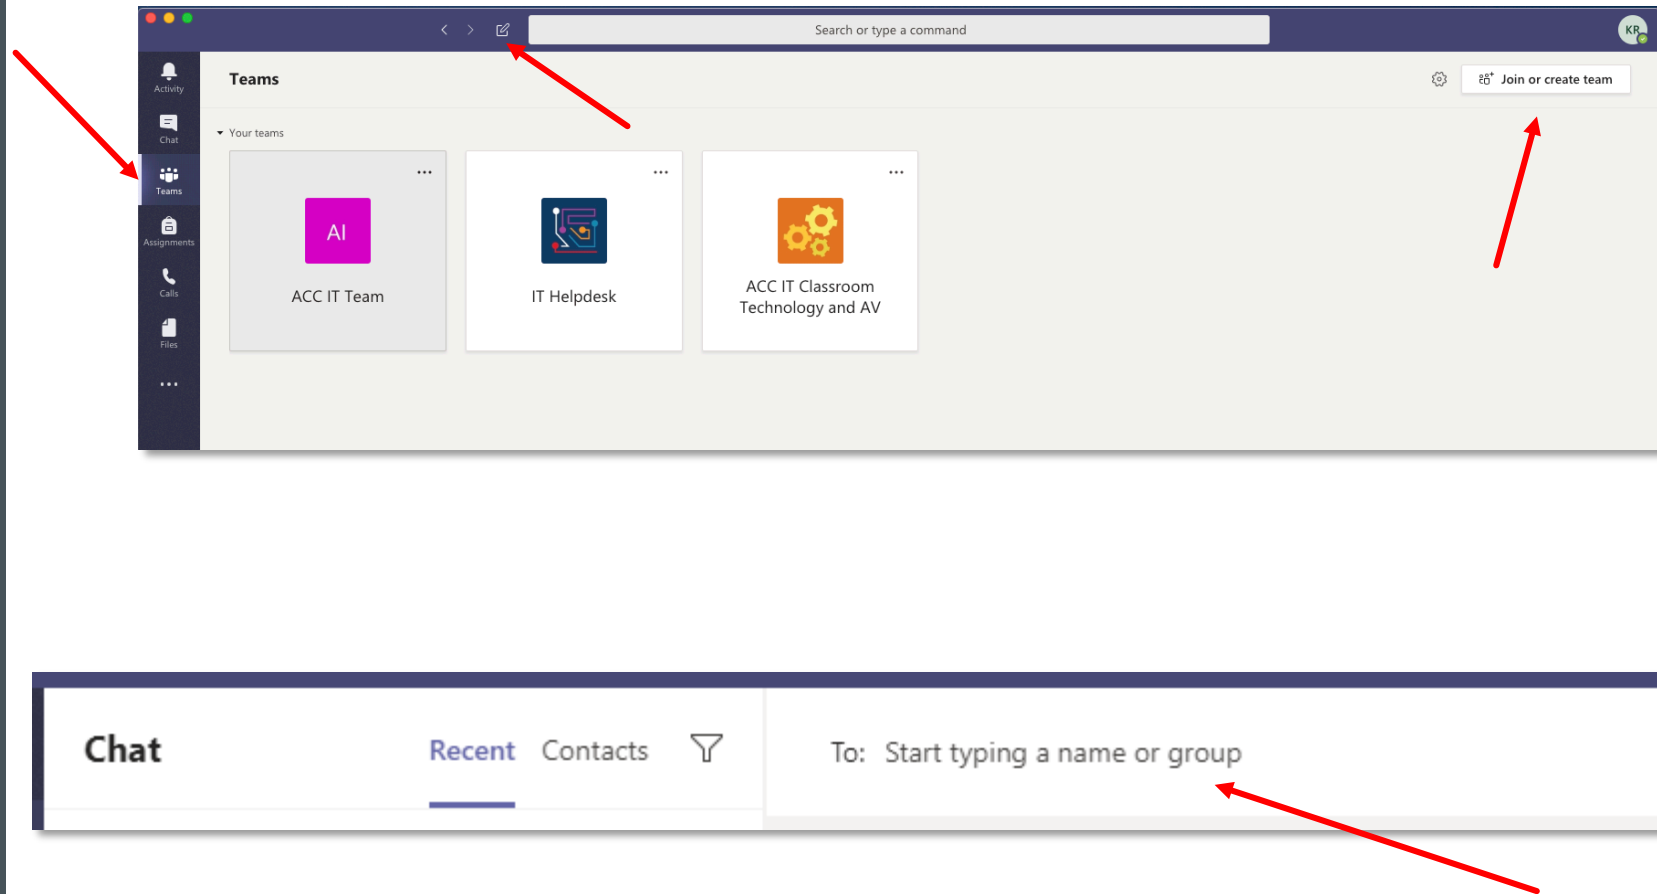 Search or type a command
KR
Activity
Teams
Join or create team
Chat
Your teams
Teams
AI
Assignments
ACC IT Team
IT Helpdesk
ACC IT Classroom
Technology and AV
Calls
Files
Chat
Recent
Contacts
To: Start typing a name or group